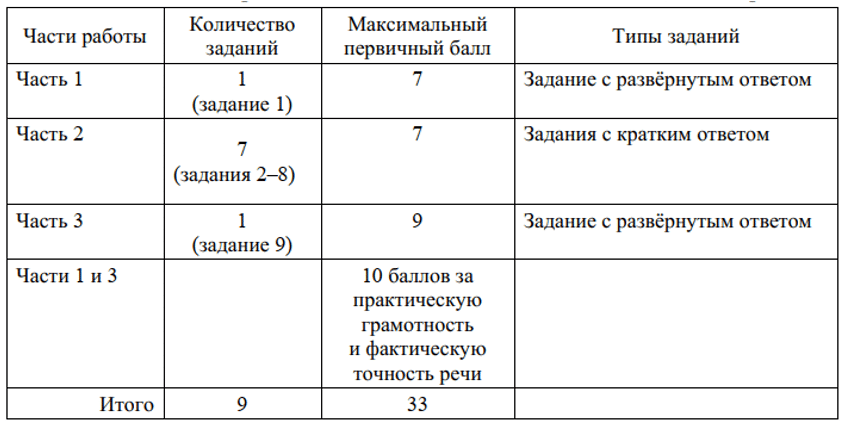 Части работы
Количество
заданий
Максимальный
первичный балл
Типы заданий
Часть 1
1
(задание 1)
7
Задание с развёрнутым ответом
Часть 2
7
(задания 2–8)
7
Задания с кратким ответом
Часть 3
1
(задание 9)
9
Задание с развёрнутым ответом
Части 1 и 3
10 баллов за
практическую
грамотность
и фактическую
точность речи
Итого
9
33